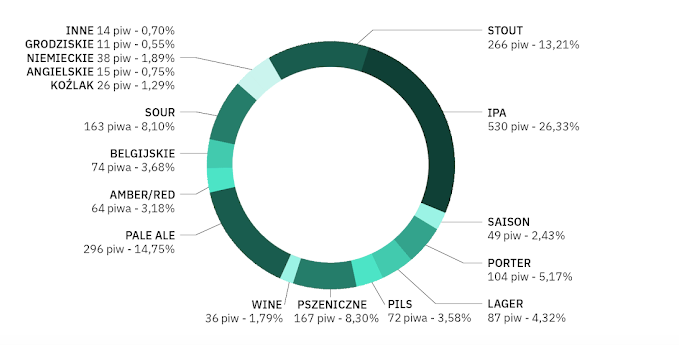 INNE 14 piw - 0,70%
GRODZISKIE 11 piw - 0,55%
NIEMIECKIE 38 piw - 1,89%
ANGIELSKIE 15 piw - 0,75%
KOŹLAK 26 piw - 1,29%
SOUR
163 piwa - 8,10%
BELGIJSKIE
74 piwa - 3,68%
AMBER/RED
64 piwa - 3,18%
PALE ALE
296 piw - 14,75%
WINE
36 piw - 1,79%
PSZENICZNE
167 piw - 8,30%
PILS
72 piwa - 3,58%
STOUT
266 piw - 13,21%
IPA
530 piw - 26,33%
SAISON
49 piw - 2,43%
PORTER
104 piw - 5,17%
LAGER
87 piw - 4,32%